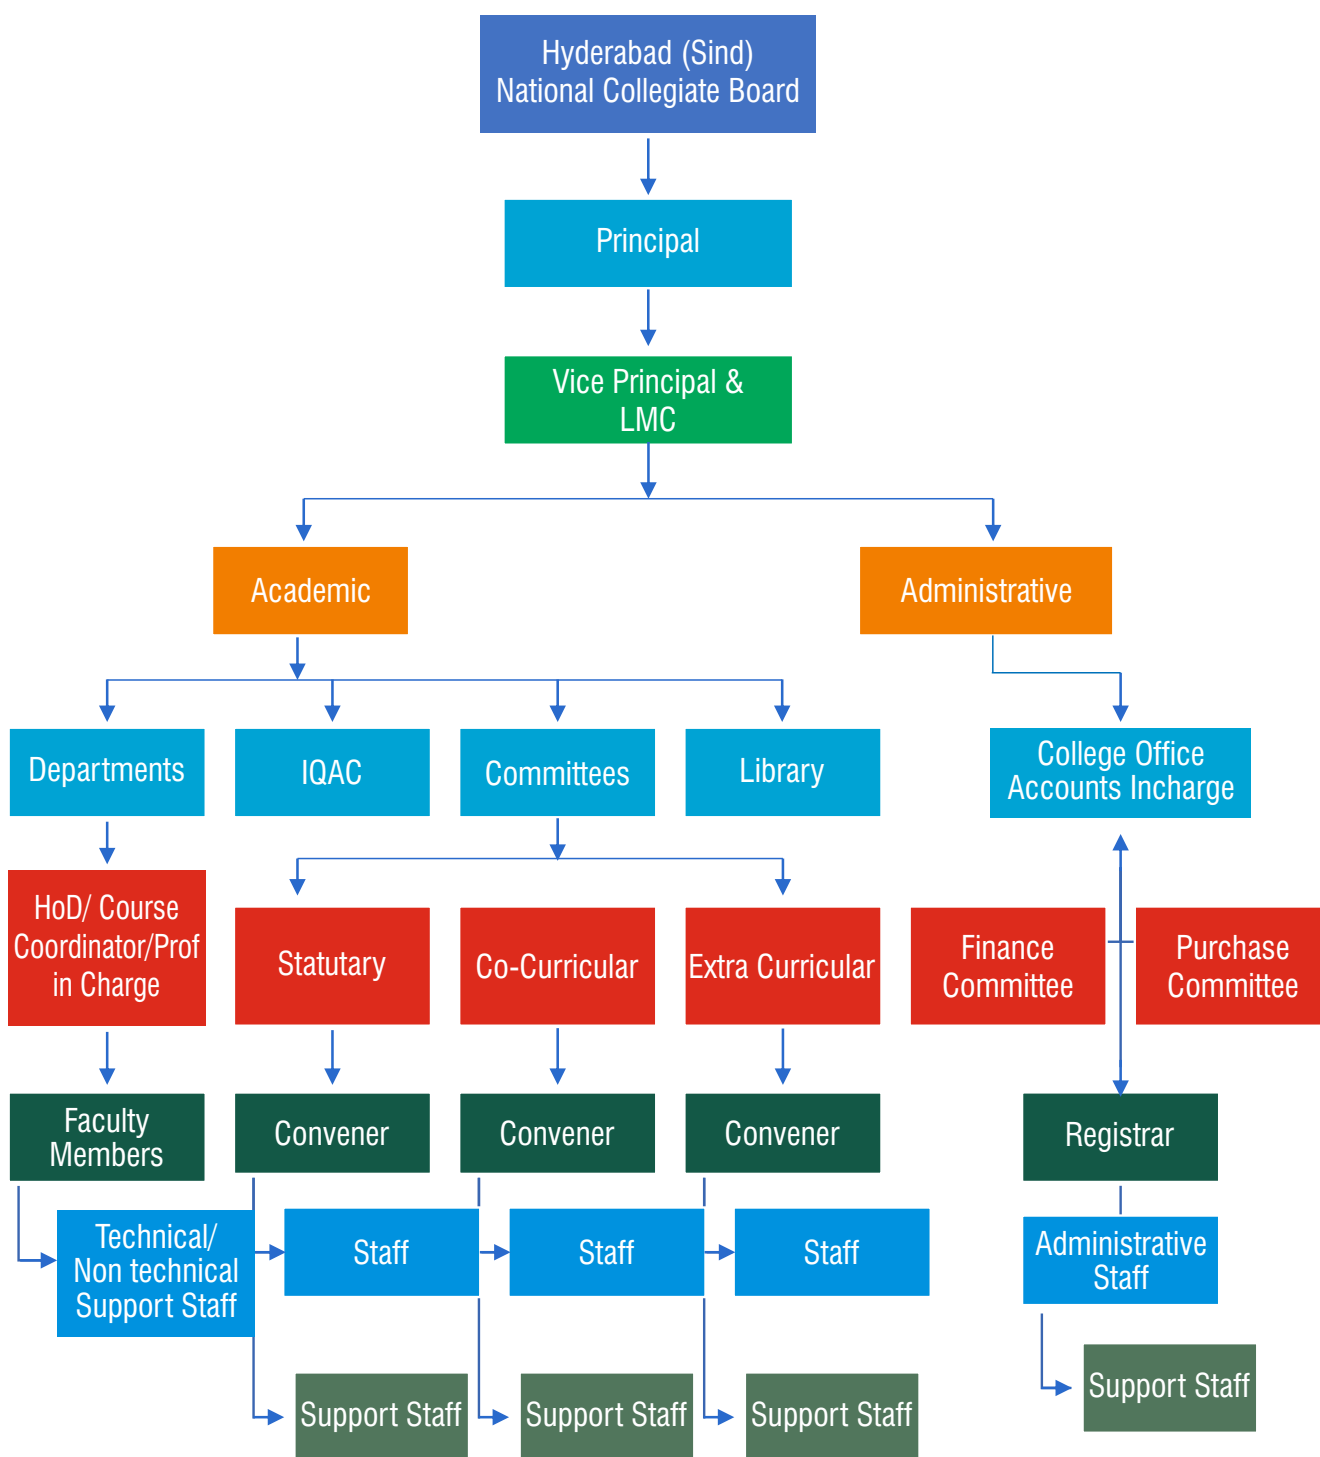 Hyderabad (Sind)
National Collegiate Board
Principal
Vice Principal &
LMC
Academic
Administrative
Departments
IQAC
Committees
Library
College Office
Accounts Incharge
HoD/ Course
Coordinator/Prof
in Charge
Statutary
Co-Curricular
Extra Curricular
Finance
Committee
Purchase
Committee
Faculty
Members
Convener
Convener
Convener
Registrar
Technical/
Non technical
Support Staff
Staff
Staff
Staff
Administrative
Staff
Support Staff
Support Staff
Support Staff
Support Staff